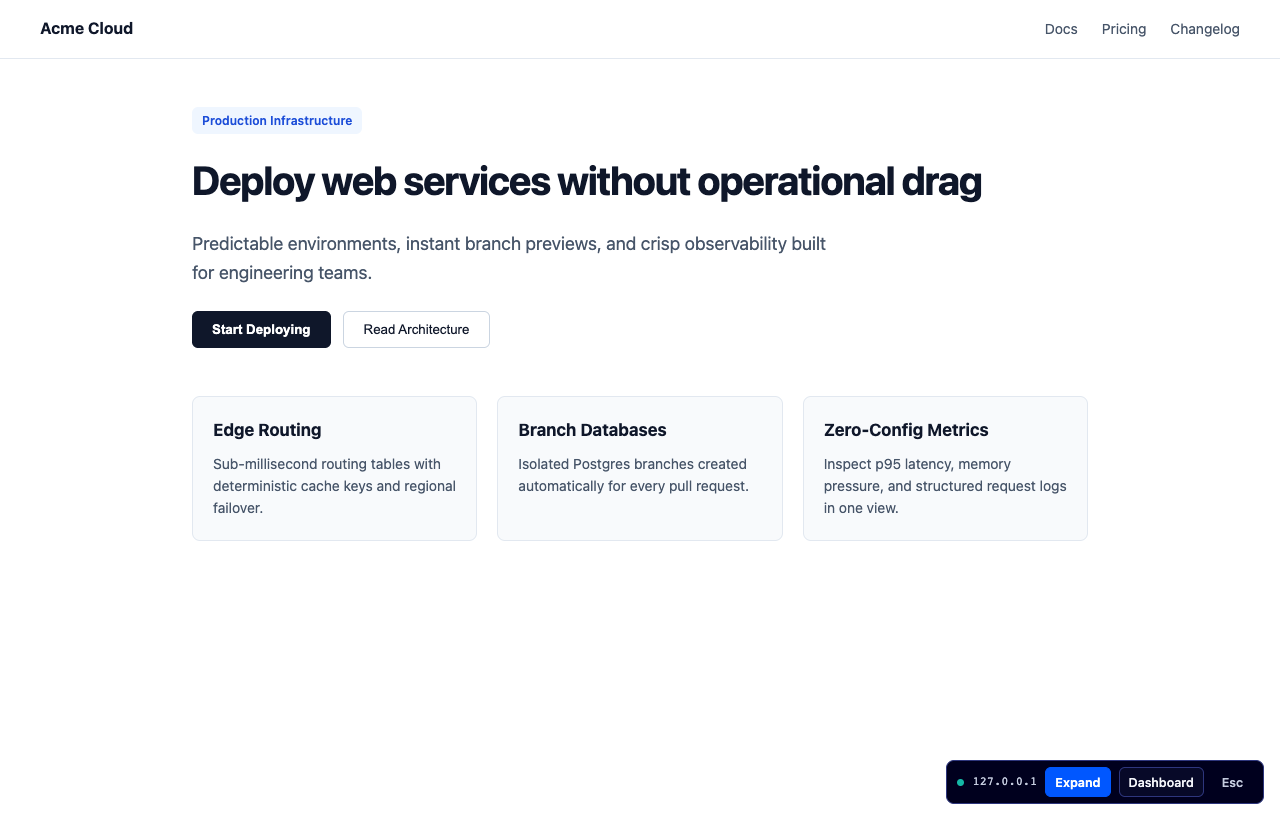 Acme Cloud
Docs Pricing Changelog
Production Infrastructure
Deploy web services without operational drag
Predictable environments, instant branch previews, and crisp observability built
for engineering teams.
Start Deploying
Read Architecture
Edge Routing
Sub-millisecond routing tables with
deterministic cache keys and regional
failover.
Branch Databases
Isolated Postgres branches created
automatically for every pull request.
Zero-Config Metrics
Inspect p95 latency, memory
pressure, and structured request logs
in one view.
127.0.0.1 Expand Dashboard Esc